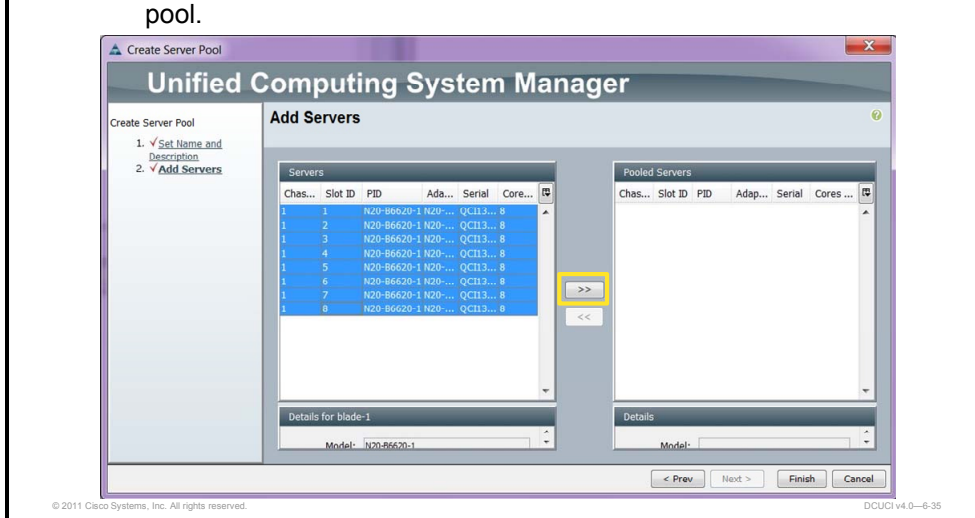 pool.
Create Server Pool
X
Unified Computing System Manager
Create Server Pool
1. √Set Name and
Description
2. √Add Servers
Add Servers
?
Servers
Chas... Slot ID PID Ada... Serial Core...
1 1 N20-B6620-1 N20-... QCI13... 8
1 2 N20-B6620-1 N20-... QCI13... 8
1 3 N20-B6620-1 N20-... QCI13... 8
1 4 N20-B6620-1 N20-... QCI13... 8
1 5 N20-B6620-1 N20-... QCI13... 8
1 6 N20-B6620-1 N20-... QCI13... 8
1 7 N20-B6620-1 N20-... QCI13... 8
1 8 N20-B6620-1 N20-... QCI13... 8
>>
<<
Pooled Servers
Chas... Slot ID PID Adap... Serial Cores ...
Details for blade-1
Model: N20-B6620-1
Details
Model:
< Prev Next > Finish Cancel
© 2011 Cisco Systems, Inc. All rights reserved. DCUCI v4.0—6-35